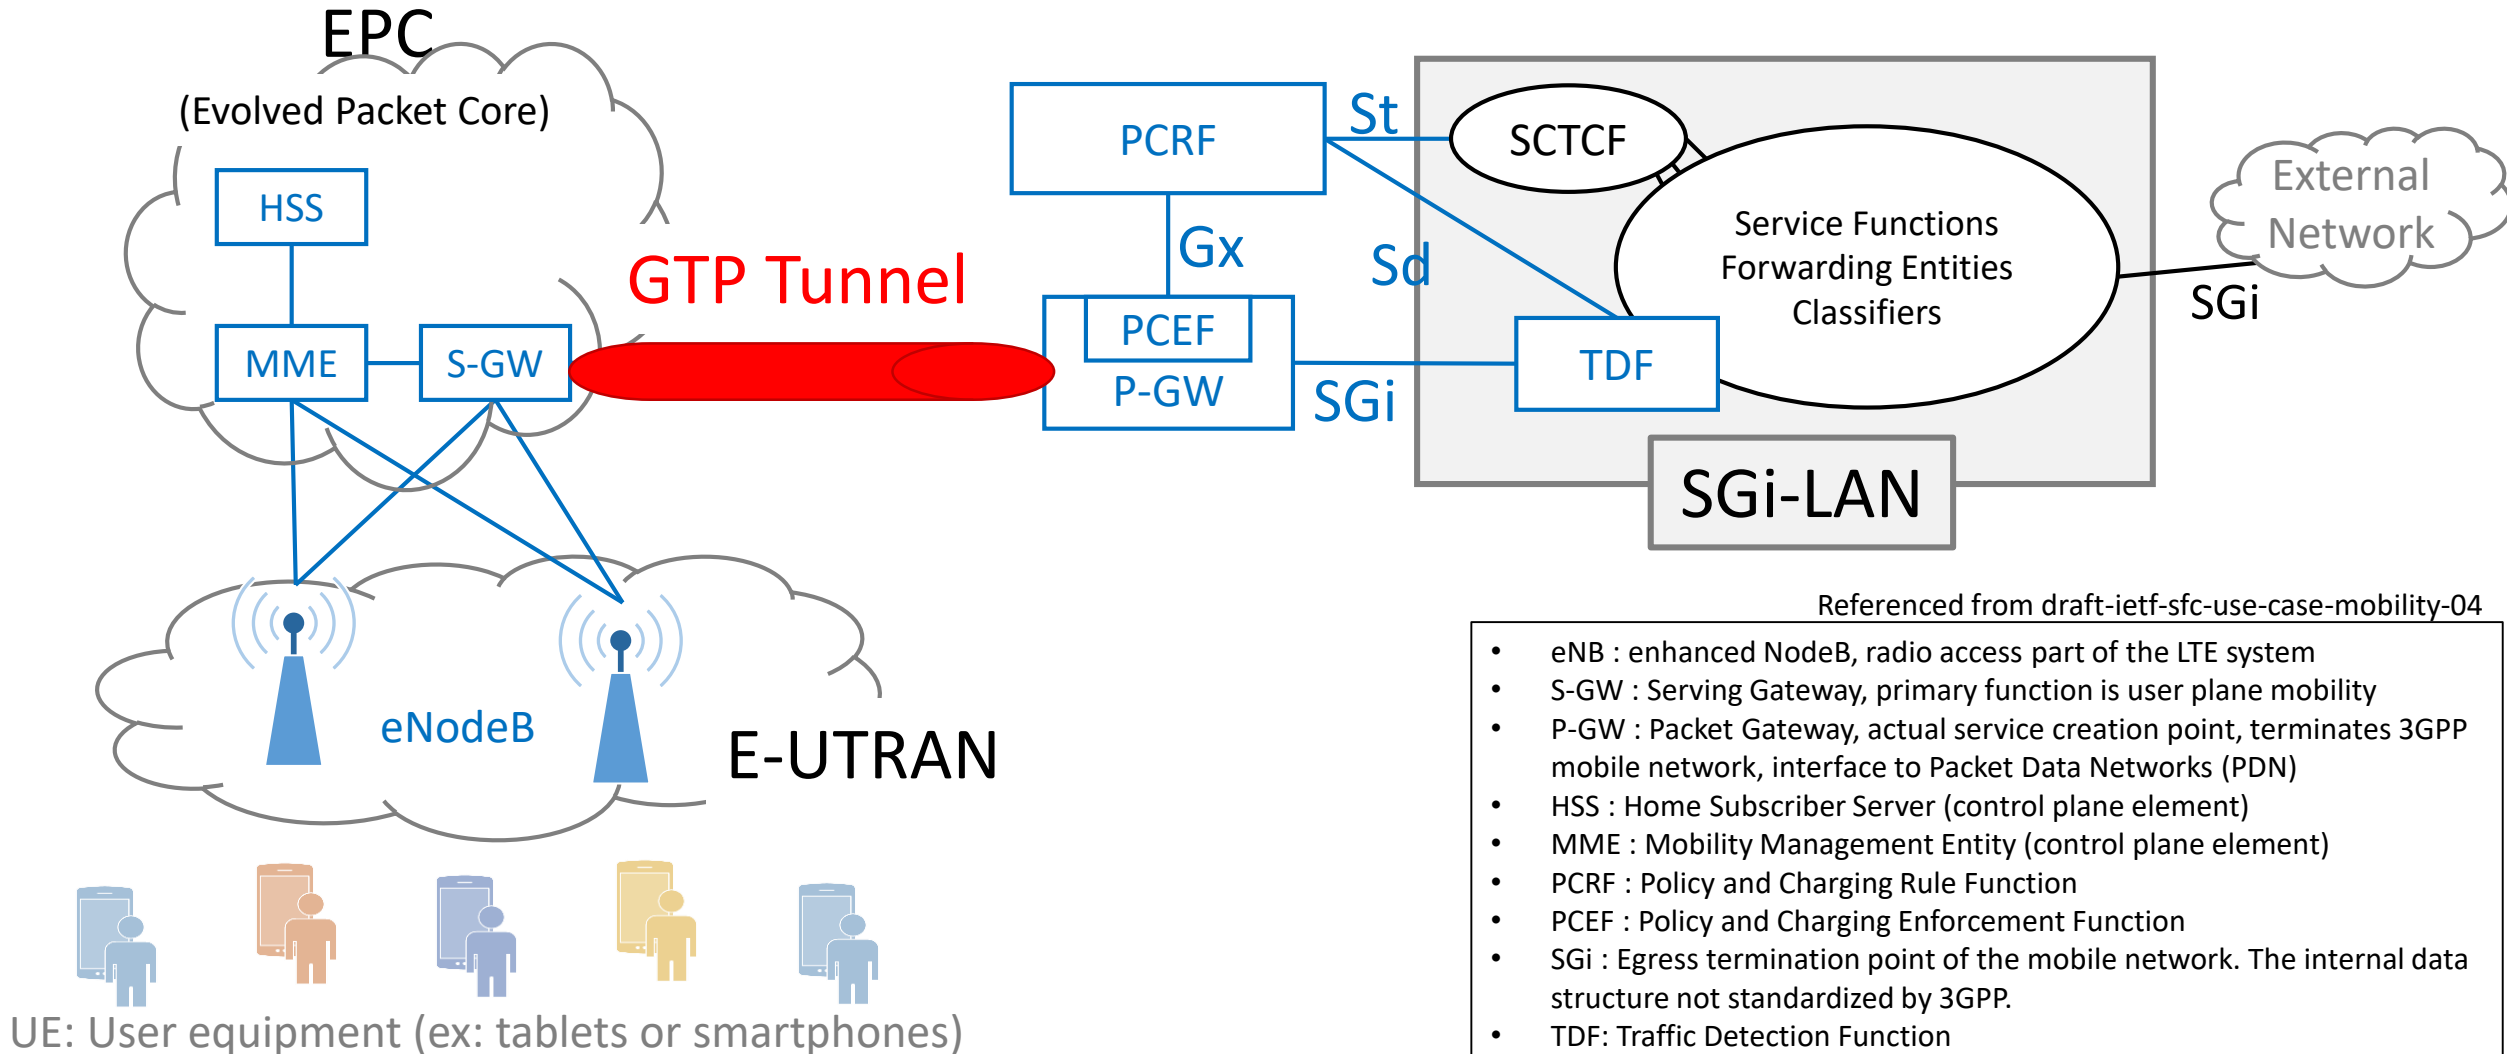 EPC
(Evolved Packet Core)
HSS
MME
S-GW
GTP Tunnel
PCRF
Gx
PCEF
P-GW
St
Sd
SGi
SCTCF
Service Functions
Forwarding Entities
Classifiers
TDF
SGi-LAN
SGi
External
Network
eNodeB
E-UTRAN
UE: User equipment (ex: tablets or smartphones)
Referenced from draft-ietf-sfc-use-case-mobility-04
• eNB : enhanced NodeB, radio access part of the LTE system
• S-GW : Serving Gateway, primary function is user plane mobility
• P-GW : Packet Gateway, actual service creation point, terminates 3GPP
mobile network, interface to Packet Data Networks (PDN)
• HSS : Home Subscriber Server (control plane element)
• MME : Mobility Management Entity (control plane element)
• PCRF : Policy and Charging Rule Function
• PCEF : Policy and Charging Enforcement Function
• SGi : Egress termination point of the mobile network. The internal data
structure not standardized by 3GPP.
• TDF: Traffic Detection Function